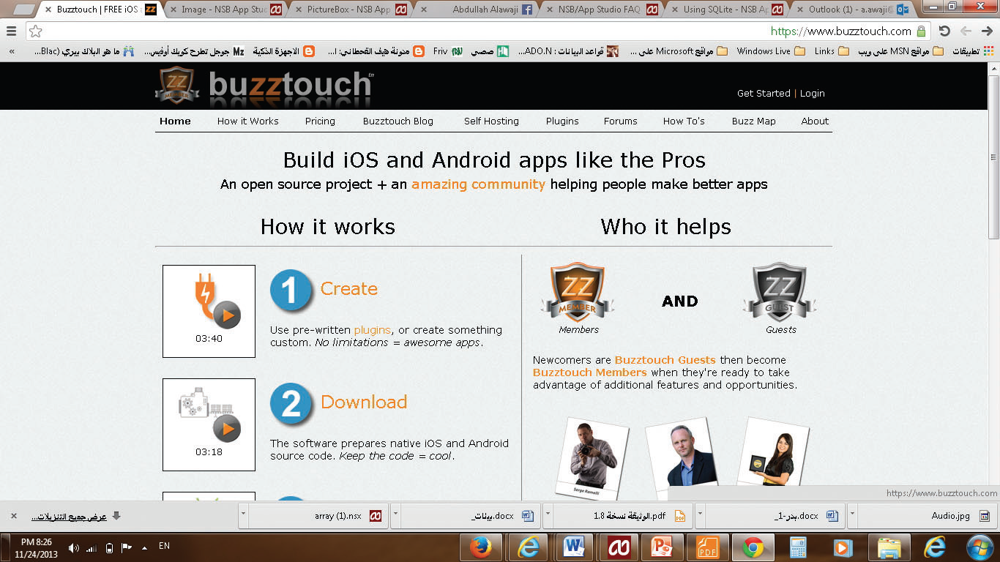 Buzztouch | FREE iOS
Image - NSB App Stu
PictureBox - NSB App
Abdullah Alawaji
NSB/App Studio FAQ
Using SQLite - NSB A
Outlook (1) - a.awaji@
https://www.buzztouch.com
تطبيقات
مواقع MSN على ويب
Links
Windows Live
مواقع Microsoft على ...
قواعد البيانات : ADO.N...
صصي
Friv
مدونة هيف القحطاني: ا...
الاجهزة الذكية
جوجل تطرح كويك أوفيس...
ما هو البلاك بيري (Blac...
»
ZZ MEMBER
buzztouch tm
Get Started | Login
Home
How it Works
Pricing
Buzztouch Blog
Self Hosting
Plugins
Forums
How To's
Buzz Map
About
Build iOS and Android apps like the Pros
An open source project + an amazing community helping people make better apps
How it works
03:40
1 Create
Use pre-written plugins, or create something
custom. No limitations = awesome apps.
03:18
2 Download
The software prepares native iOS and Android
source code. Keep the code = cool.
Who it helps
ZZ MEMBER
Members
AND
ZZ GUEST
Guests
Newcomers are Buzztouch Guests then become
Buzztouch Members when they're ready to take
advantage of additional features and opportunities.
Serge Ramelli
https://www.buzztouch.com
Audio.jpg
بدر-1_.docx
الوثيقة نسخة 1.8.pdf
بيانات_.docx
array (1).nsx
عرض جميع التنزيلات...
PM 8:26
11/24/2013
EN
PDF